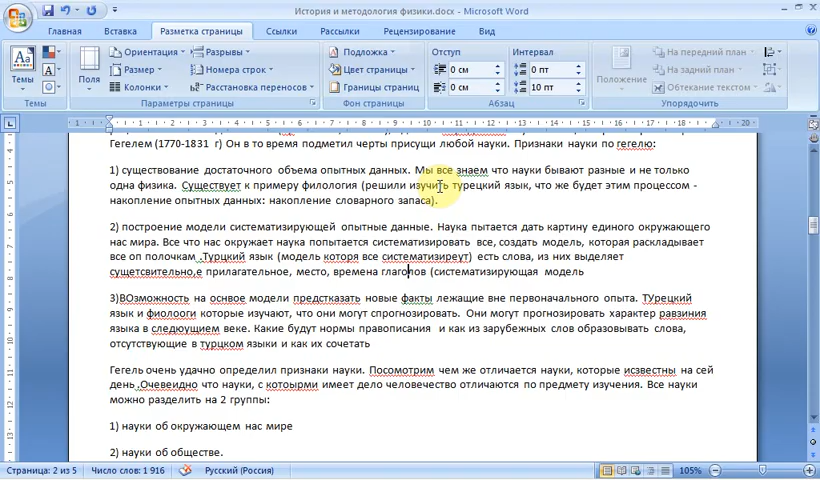 История и методология физики.docx - Microsoft Word
Главная Вставка Разметка страницы Ссылки Рассылки Рецензирование Вид
Темы
Темы
Поля
Ориентация
Размер
Колонки
Разрывы
Номера строк
Расстановка переносов
Параметры страницы
Подложка
Цвет страницы
Границы страниц
Фон страницы
Отступ
0 см
0 см
Интервал
0 пт
10 пт
Абзац
Положение
На передний план
На задний план
Обтекание текстом
Упорядочить
Гегелем (1770-1831 г) Он в то время подметил черты присущи любой науки. Признаки науки по гегелю:
1) существование достаточного объема опытных данных. Мы все знаем что науки бывают разные и не только
одна физика. Существует к примеру филология (решили изучить турецкий язык, что же будет этим процессом -
накопление опытных данных: накопление словарного запаса).
2) построение модели систематизирующей опытные данные. Наука пытается дать картину единого окружающего
нас мира. Все что нас окружает наука попытается систематизировать все, создать модель, которая раскладывает
все оп полочкам .Турцкий язык (модель которя все систематизиреут) есть слова, из них выделяет
сущетсвительно,е прилагательное, место, времена глаголов (систематизирующая модель
3)ВОзможность на оснвое модели предстказать новые факты лежащие вне первоначального опыта. ТУрецкий
язык и фиолооги которые изучают, что они могут спрогнозировать. Они могут прогнозировать характер равзиния
языка в следюущием веке. Какие будут нормы правописания и как из зарубежных слов образовывать слова,
отсутствующие в турцком языки и как их сочетать
Гегель очень удачно определил признаки науки. Посомотрим чем же отличается науки, которые исзвестны на сей
день .Очевеидно что науки, с котоырми имеет дело человечество отличаются по предмету изучения. Все науки
можно разделить на 2 группы:
1) науки об окружающем нас мире
2) науки об обществе.
Страница: 2 из 5 Число слов: 1 916 Русский (Россия) 105%